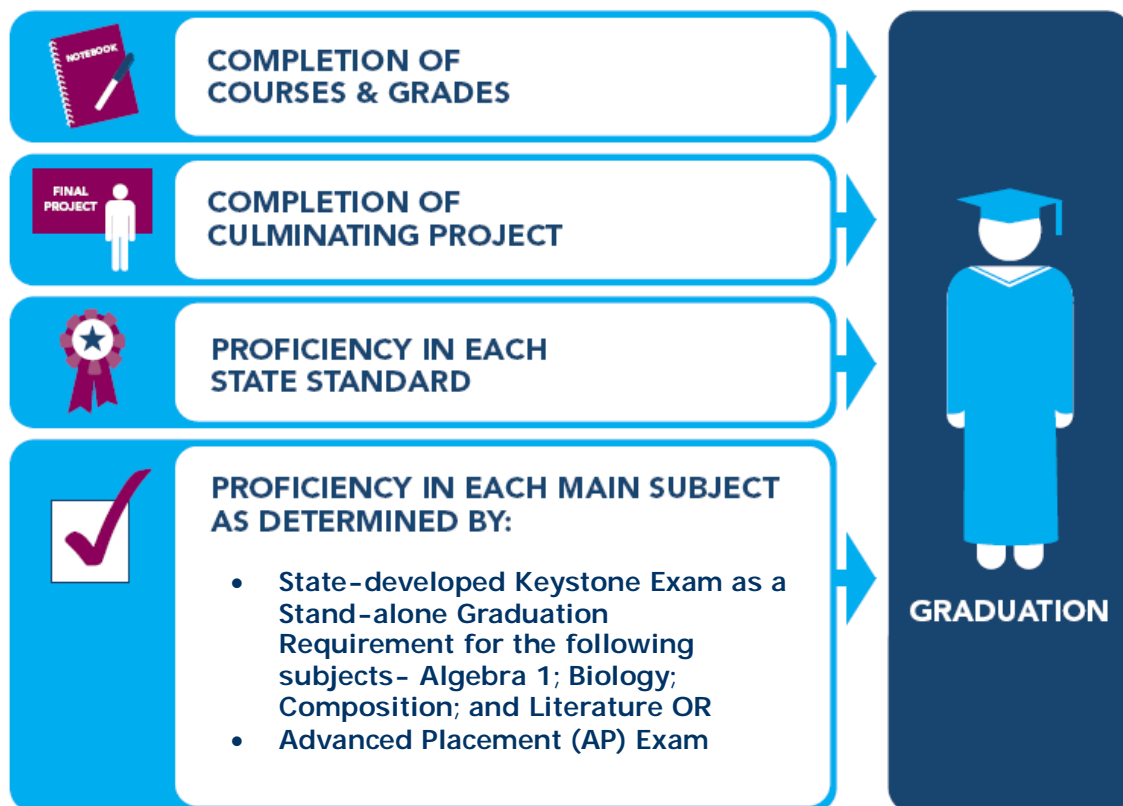 NOTEBOOK
COMPLETION OF
COURSES & GRADES
FINAL
PROJECT
COMPLETION OF
CULMINATING PROJECT
PROFICIENCY IN EACH
STATE STANDARD
PROFICIENCY IN EACH MAIN SUBJECT
AS DETERMINED BY:
• State-developed Keystone Exam as a
Stand-alone Graduation
Requirement for the following
subjects- Algebra 1; Biology;
Composition; and Literature OR
• Advanced Placement (AP) Exam
GRADUATION